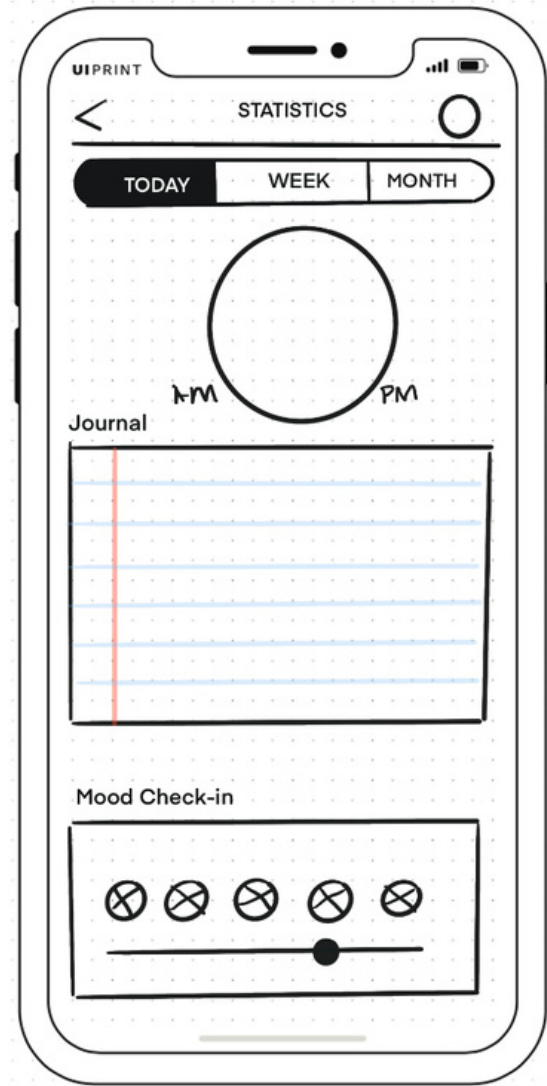 UIPRINT
STATISTICS
TODAY WEEK MONTH
AM PM
Journal
Mood Check-in